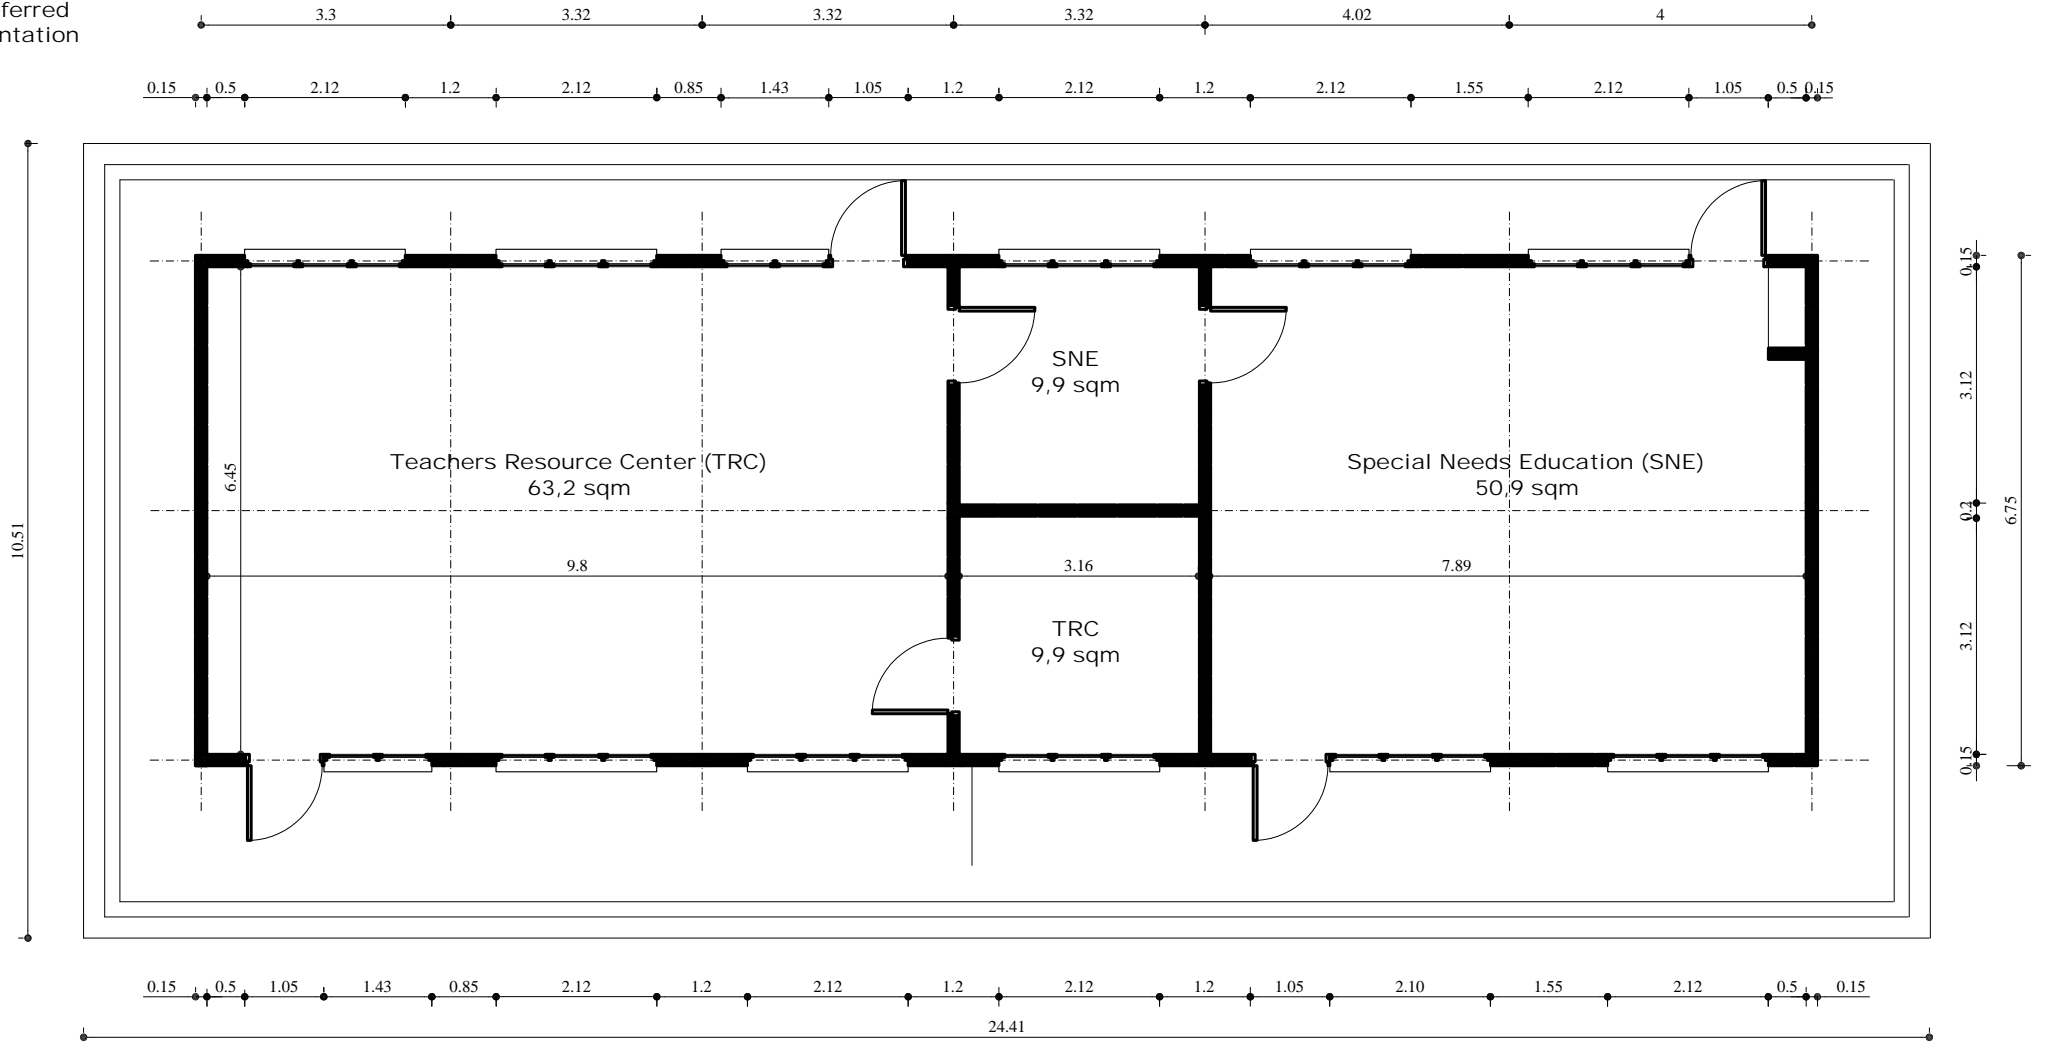 ferred
ntation
3.3 3.32 3.32 3.32 4.02 4
0.15 0.5 2.12 1.2 2.12 0.85 1.43 1.05 1.2 2.12 1.2 2.12 1.55 2.12 1.05 0.5 0.15
10.51
6.45
SNE
9,9 sqm
Teachers Resource Center (TRC)
63,2 sqm
Special Needs Education (SNE)
50,9 sqm
9.8 3.16 7.89
TRC
9,9 sqm
0.15
3.12
0.2
3.12
0.15
6.75
0.15 0.5 1.05 1.43 0.85 2.12 1.2 2.12 1.2 2.12 1.2 1.05 2.10 1.55 2.12 0.5 0.15
24.41